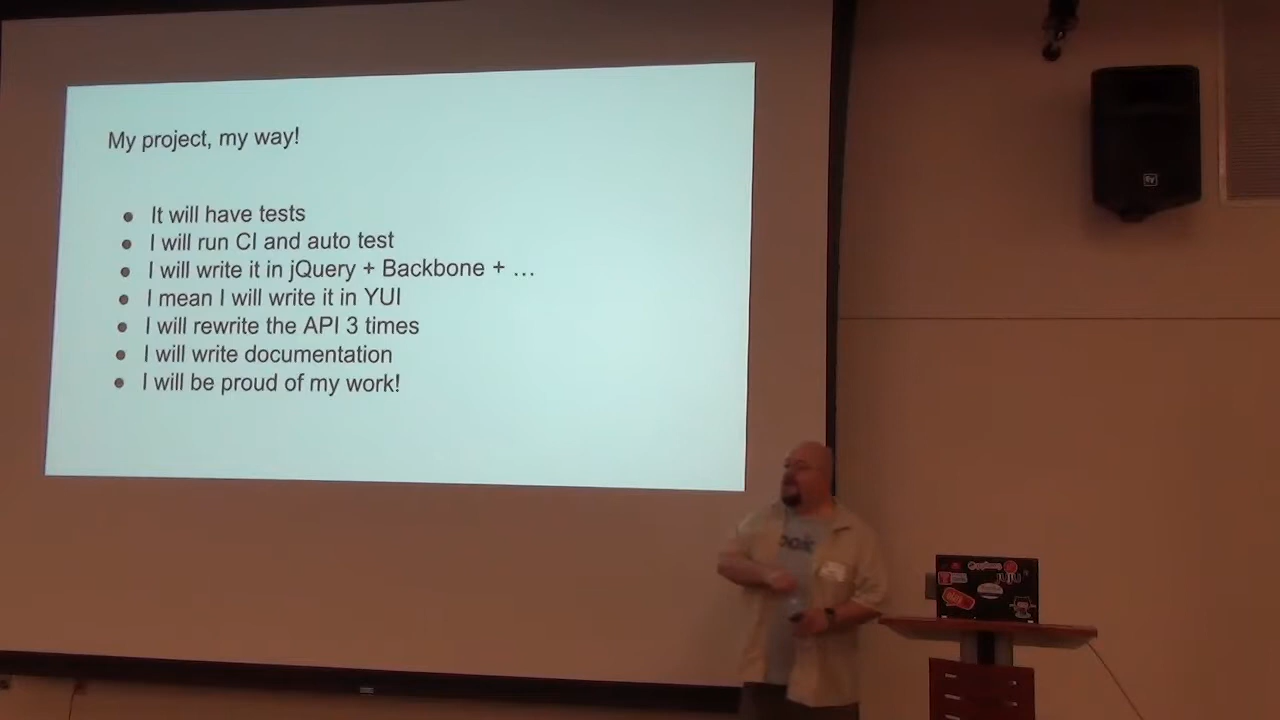 My project, my way!
● It will have tests
● I will run CI and auto test
● I will write it in jQuery + Backbone + …
● I mean I will write it in YUI
● I will rewrite the API 3 times
● I will write documentation
● I will be proud of my work!
EV